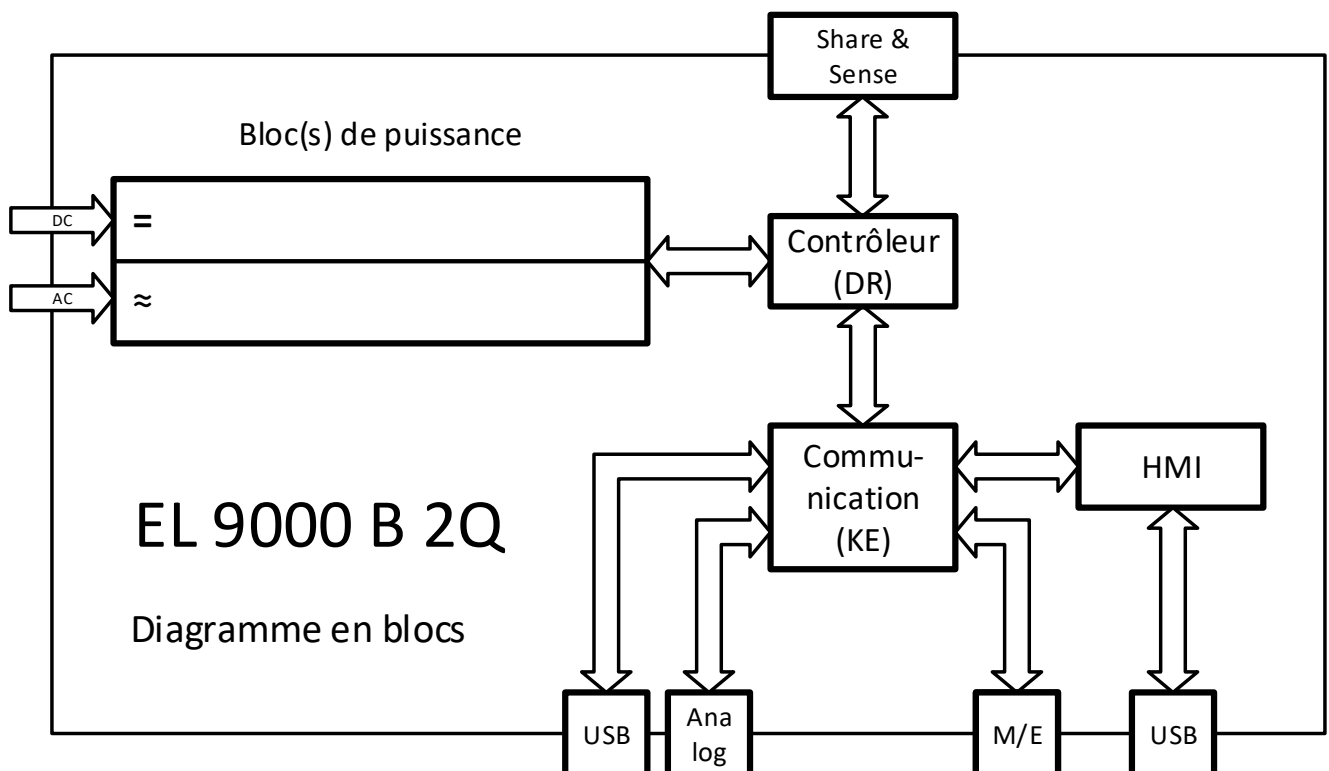 Share &
Sense
Bloc(s) de puissance
DC
=
Contrôleur
(DR)
AC
≈
Commu-
nication
(KE)
HMI
EL 9000 B 2Q
Diagramme en blocs
USB
Ana
log
M/E
USB